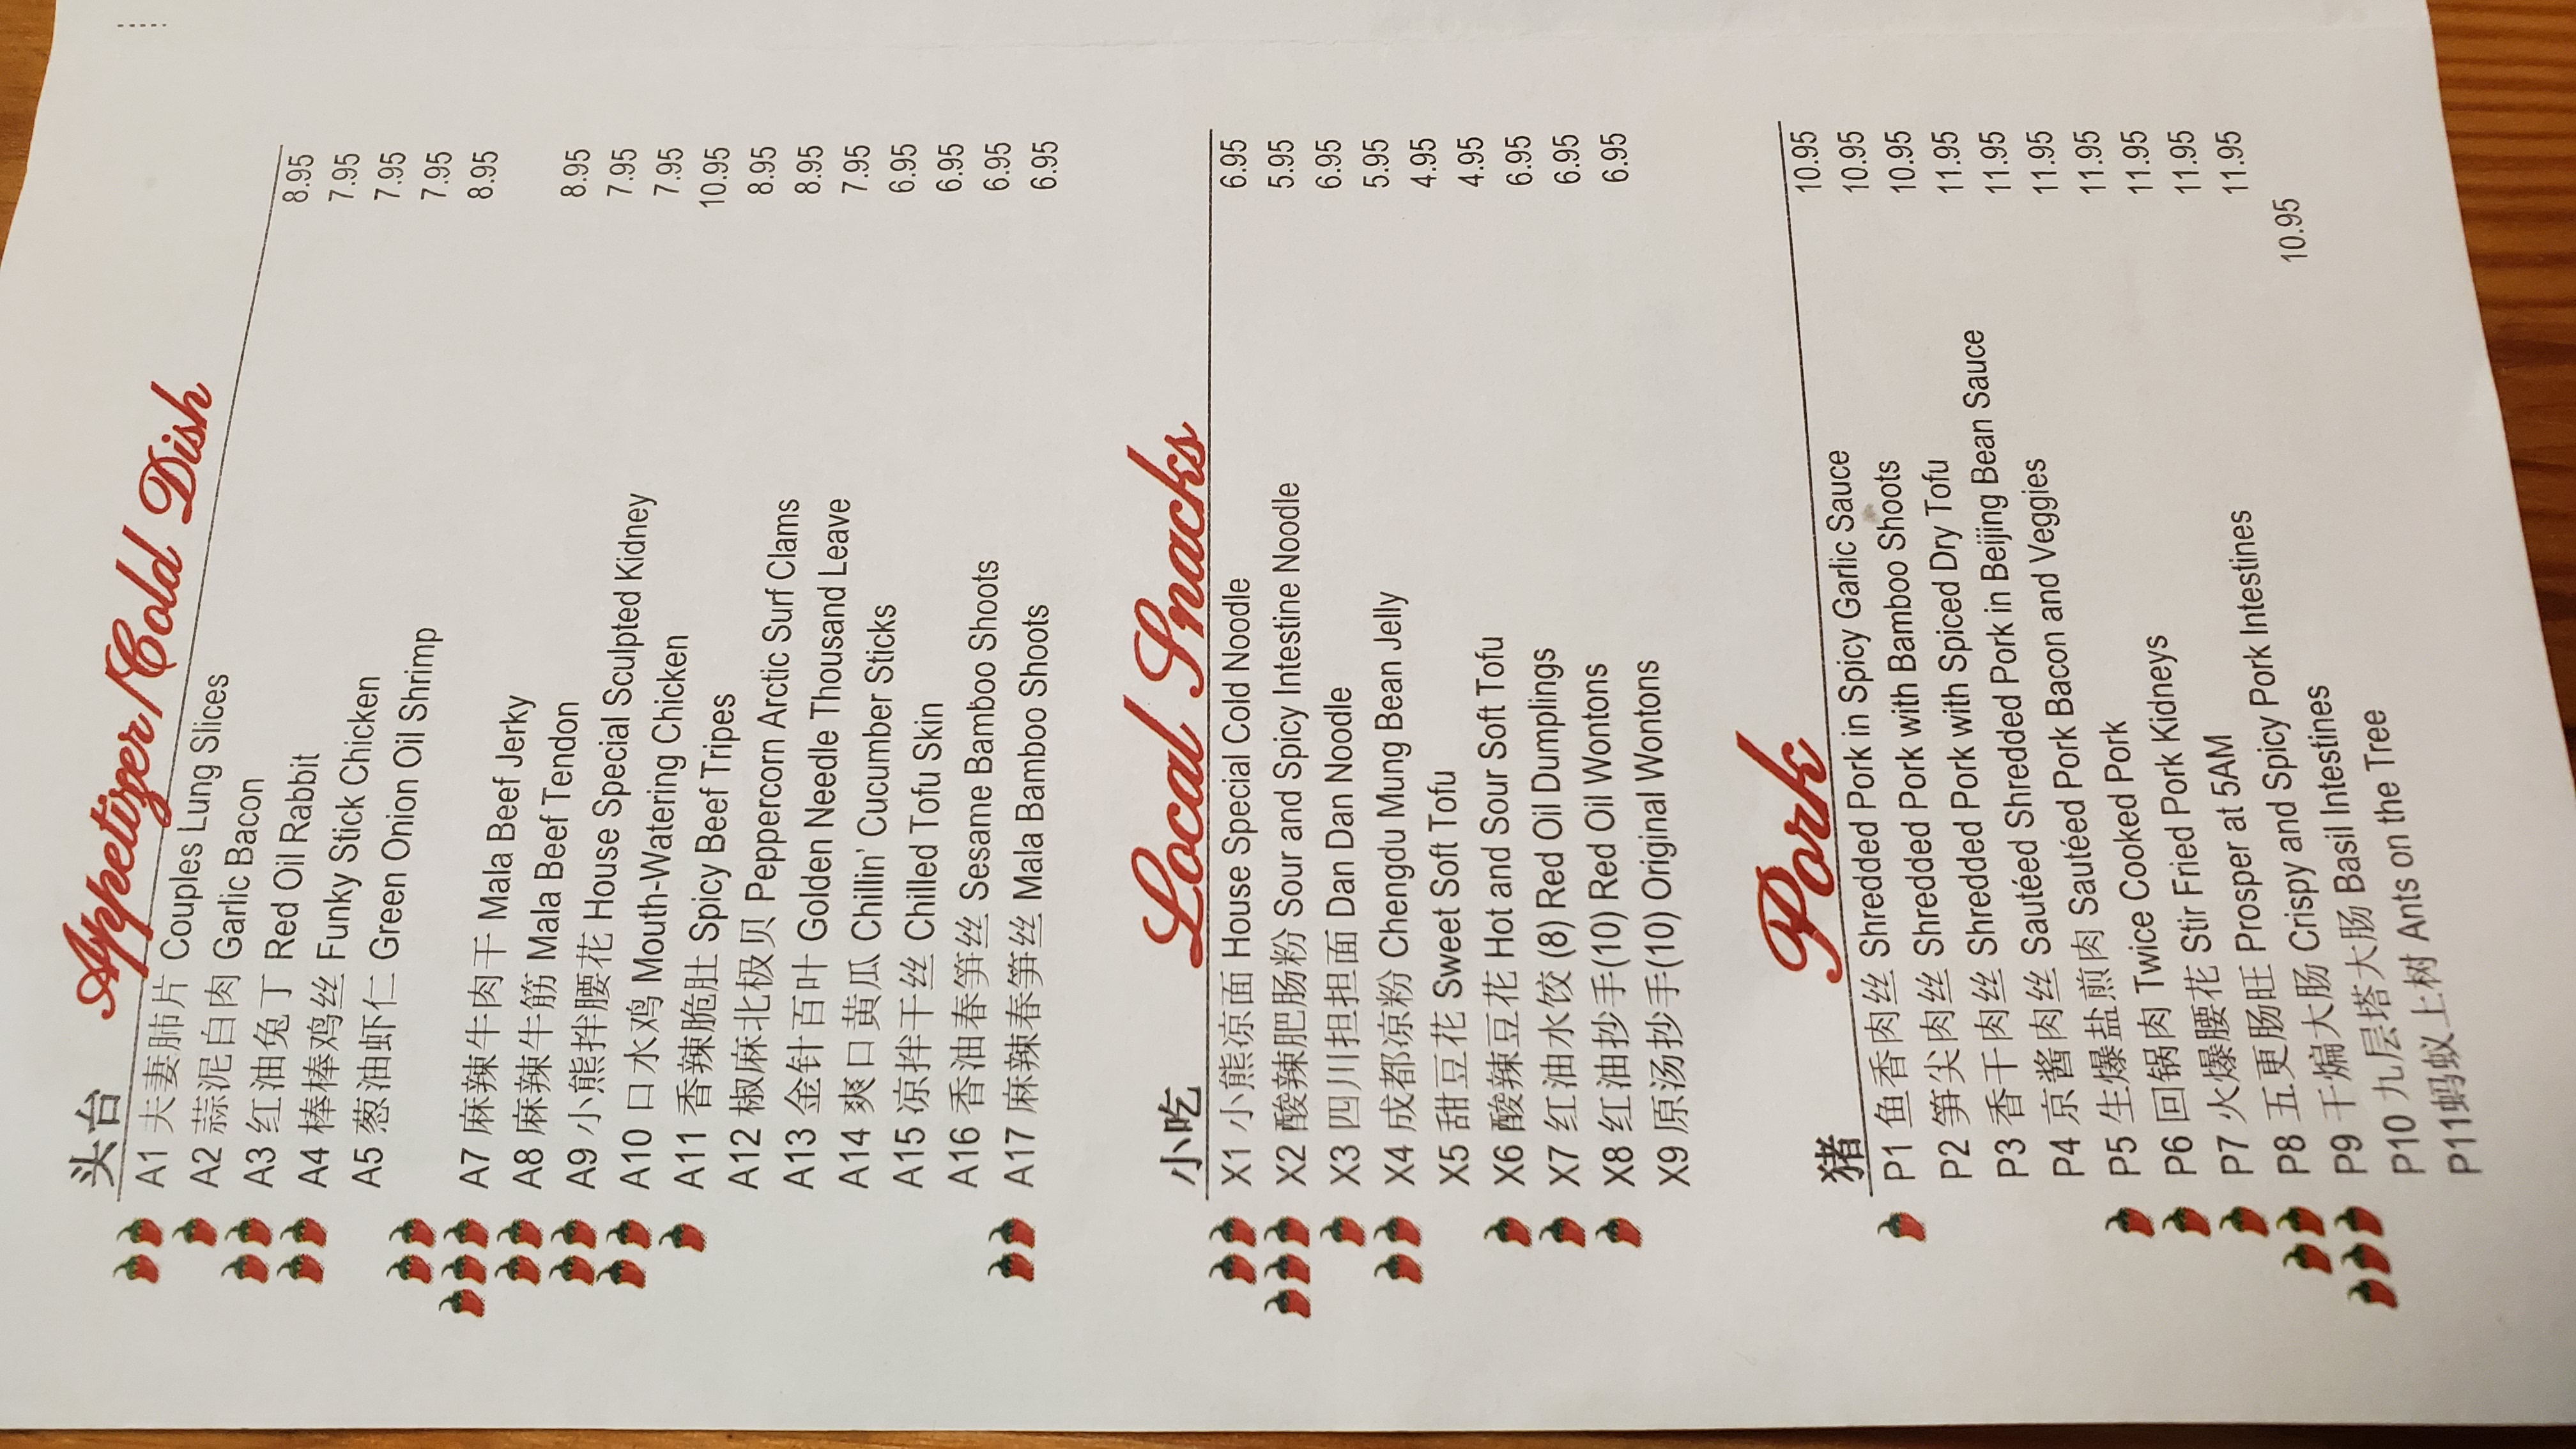 头台 Appetizer/Cold Dish
A1 夫妻肺片 Couples Lung Slices 8.95
A2 蒜泥白肉 Garlic Bacon 7.95
A3 红油兔丁 Red Oil Rabbit 7.95
A4 棒棒鸡丝 Funky Stick Chicken 7.95
A5 葱油虾仁 Green Onion Oil Shrimp 8.95
A7 麻辣牛肉干 Mala Beef Jerky 8.95
A8 麻辣牛筋 Mala Beef Tendon 7.95
A9 小熊拌腰花 House Special Sculpted Kidney 7.95
A10 口水鸡 Mouth-Watering Chicken 10.95
A11 香辣脆肚 Spicy Beef Tripes 8.95
A12 椒麻北极贝 Peppercorn Arctic Surf Clams 8.95
A13 金针百叶 Golden Needle Thousand Leave 7.95
A14 爽口黄瓜 Chillin' Cucumber Sticks 6.95
A15 凉拌干丝 Chilled Tofu Skin 6.95
A16 香油春笋丝 Sesame Bamboo Shoots 6.95
A17 麻辣春笋丝 Mala Bamboo Shoots 6.95
小吃 Local Snacks
X1 小熊凉面 House Special Cold Noodle 6.95
X2 酸辣肥肠粉 Sour and Spicy Intestine Noodle 5.95
X3 四川担担面 Dan Dan Noodle 6.95
X4 成都凉粉 Chengdu Mung Bean Jelly 5.95
X5 甜豆花 Sweet Soft Tofu 4.95
X6 酸辣豆花 Hot and Sour Soft Tofu 4.95
X7 红油水饺 (8) Red Oil Dumplings 6.95
X8 红油抄手(10) Red Oil Wontons 6.95
X9 原汤抄手(10) Original Wontons 6.95
猪 Pork
P1 鱼香肉丝 Shredded Pork in Spicy Garlic Sauce 10.95
P2 笋尖肉丝 Shredded Pork with Bamboo Shoots 10.95
P3 香干肉丝 Shredded Pork with Spiced Dry Tofu 10.95
P4 京酱肉丝 Sautéed Shredded Pork in Beijing Bean Sauce 11.95
P5 生爆盐煎肉 Sautéed Pork Bacon and Veggies 11.95
P6 回锅肉 Twice Cooked Pork 11.95
P7 火爆腰花 Stir Fried Pork Kidneys 11.95
P8 五更肠旺 Prosper at 5AM 11.95
P9 干煸大肠 Crispy and Spicy Pork Intestines 11.95
P10 九层塔大肠 Basil Intestines 11.95
P11蚂蚁上树 Ants on the Tree 10.95